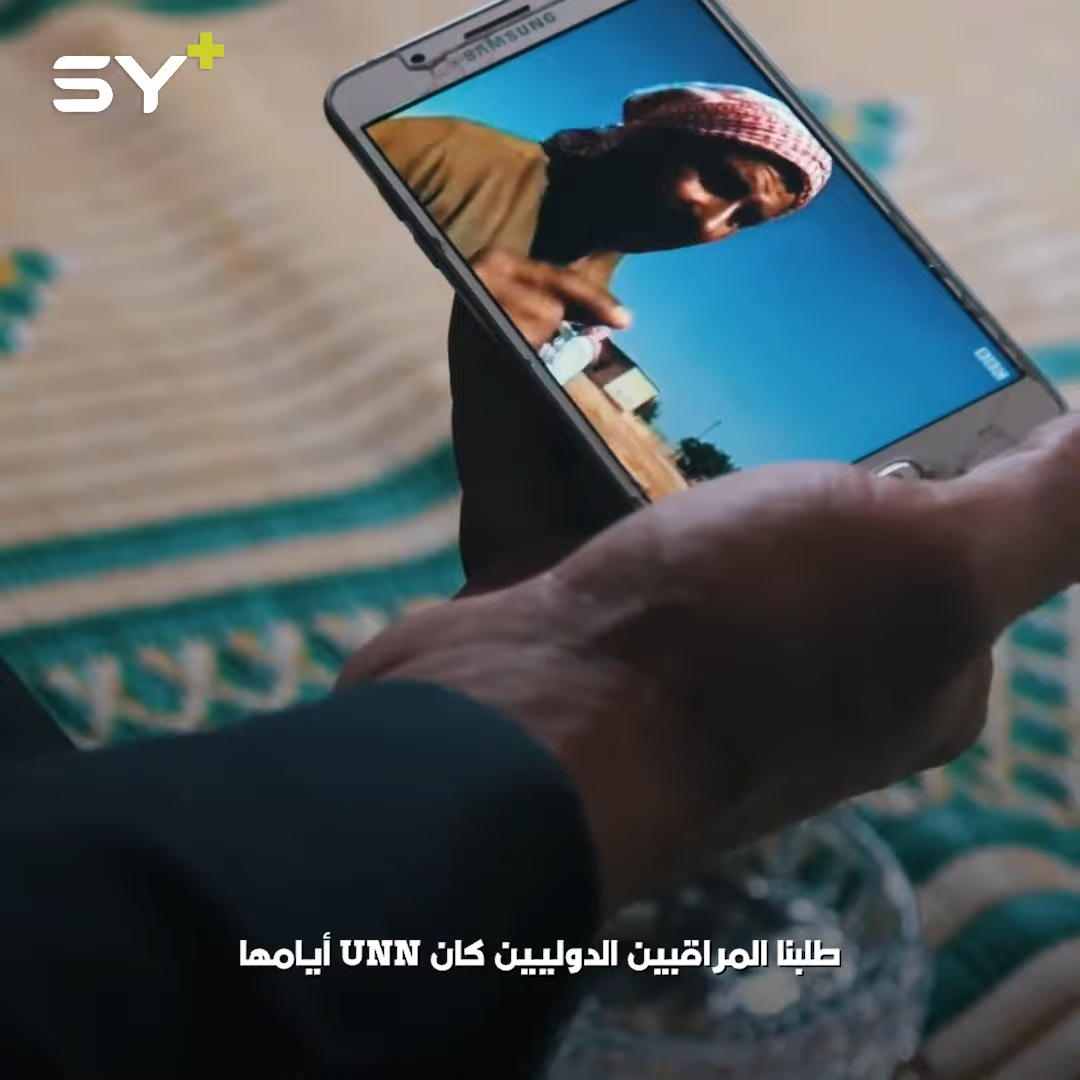 SY+
SAMSUNG
طلبنا المراقبين الدوليين كان UNN أيامها